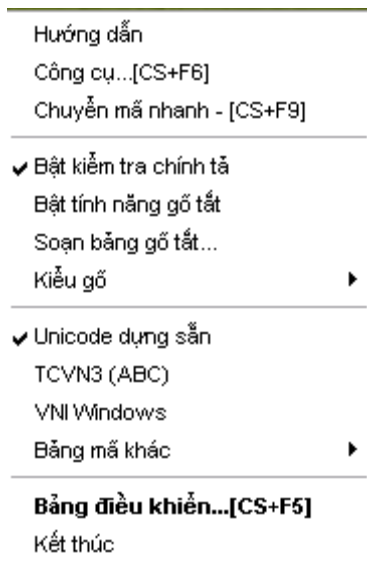 Hướng dẫn
Công cụ...[CS+F6]
Chuyển mã nhanh - [CS+F9]
Bật kiểm tra chính tả
Bật tính năng gõ tắt
Soạn bảng gõ tắt...
Kiểu gõ
Unicode dựng sẵn
TCVN3 (ABC)
VNI Windows
Bảng mã khác
Bảng điều khiển...[CS+F5]
Kết thúc